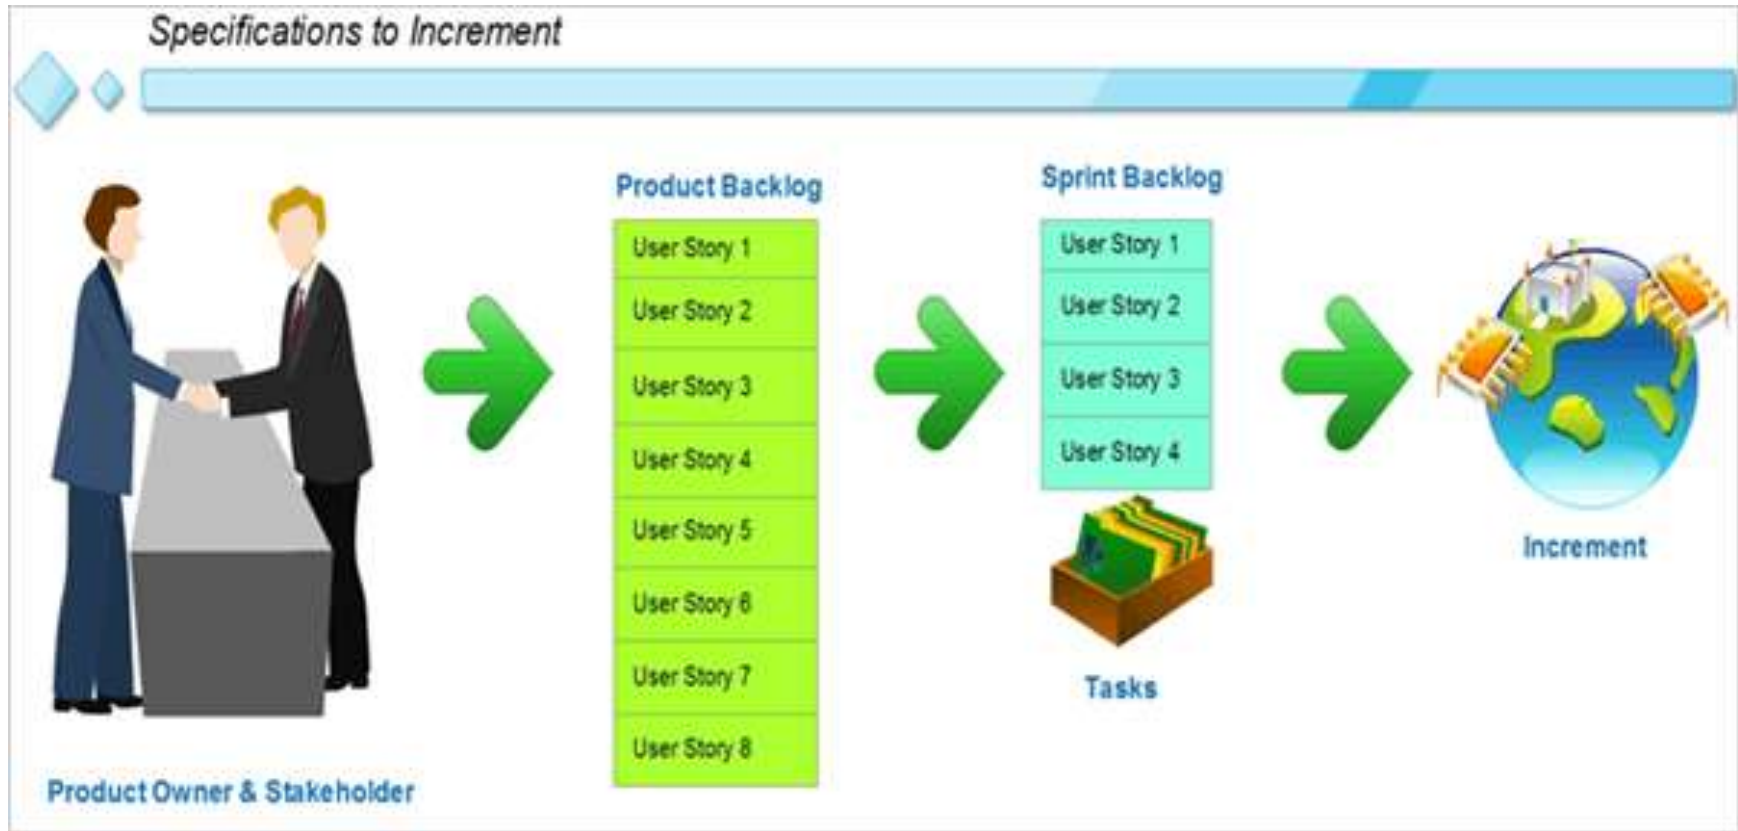 Specifications to Increment
Product Backlog
User Story 1
User Story 2
User Story 3
User Story 4
User Story 5
User Story 6
User Story 7
User Story 8
Sprint Backlog
User Story 1
User Story 2
User Story 3
User Story 4
Tasks
Increment
Product Owner & Stakeholder